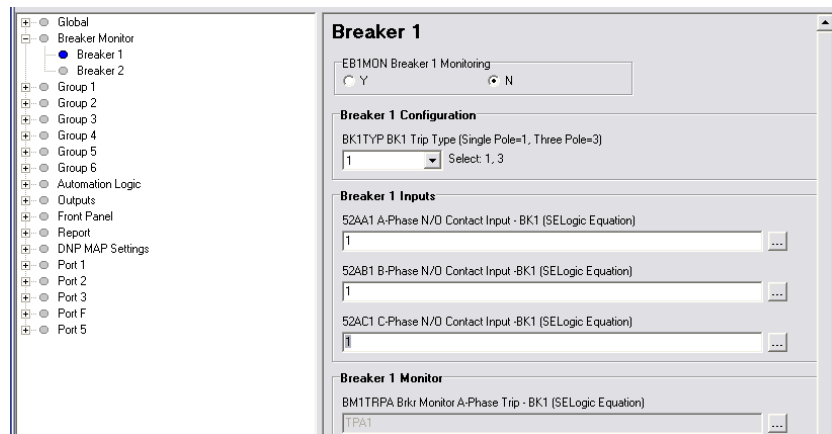 Global
Breaker Monitor
Breaker 1
Breaker 2
Group 1
Group 2
Group 3
Group 4
Group 5
Group 6
Automation Logic
Outputs
Front Panel
Report
DNP MAP Settings
Port 1
Port 2
Port 3
Port F
Port 5
Breaker 1
EB1MON Breaker 1 Monitoring
Y N
Breaker 1 Configuration
BK1TYP BK1 Trip Type (Single Pole=1, Three Pole=3)
1 Select: 1, 3
Breaker 1 Inputs
52AA1 A-Phase N/O Contact Input - BK1 (SELogic Equation)
1 ...
52AB1 B-Phase N/O Contact Input -BK1 (SELogic Equation)
1 ...
52AC1 C-Phase N/O Contact Input -BK1 (SELogic Equation)
1 ...
Breaker 1 Monitor
BM1TRPA Brkr Monitor A-Phase Trip - BK1 (SELogic Equation)
TPA1 ...